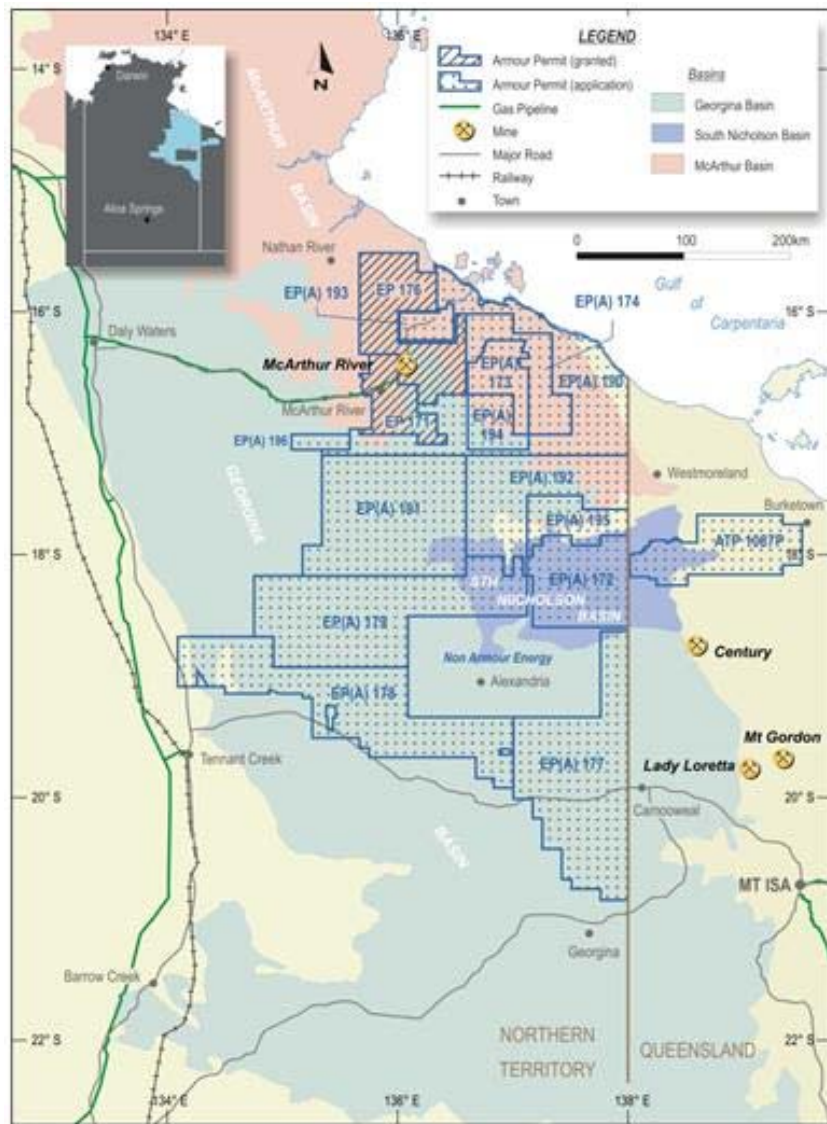 134° E
136° E
LEGEND
Armour Permit (granted)
Armour Permit (application)
Gas Pipeline
Mine
Major Road
Railway
Town
Basins
Georgina Basin
South Nicholson Basin
McArthur Basin
0 100 200km
N
Darwin
Alice Springs
14° S
McARTHUR
BASIN
Nathan River
EP(A) 193
EP 176
EP(A) 174
Gulf
of
Carpentaria
16° S
16° S
Daly Waters
McArthur River
EP(A)
173
EP(A) 190
McArthur River
EP 171
EP(A)
194
EP(A) 196
GEORGINA
EP(A) 191
EP(A) 192
Westmoreland
EP(A) 195
Burketown
ATP 1087P
18° S
18° S
STH
EP(A) 172
NICHOLSON
BASIN
EP(A) 179
Non Armour Energy
Century
Alexandria
EP(A) 178
Tennant Creek
EP(A) 177
Lady Loretta
Mt Gordon
20° S
20° S
Camooweal
BASIN
MT ISA
Georgina
Barrow Creek
22° S
22° S
NORTHERN
TERRITORY
QUEENSLAND
134° E
136° E
138° E